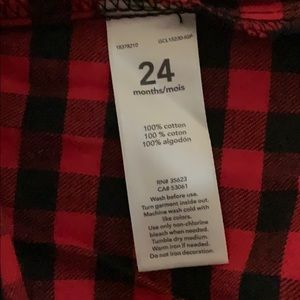 18378210
24
months/mois
100% cotton
100 % coton
100% algodón
RN# 35623
CA# 53061
Wash before use.
Turn garment inside out.
Machine wash cold with
like colors.
Use only non-chlorine
bleach when needed.
Tumble dry medium.
Warm iron if needed.
Do not iron decoration.